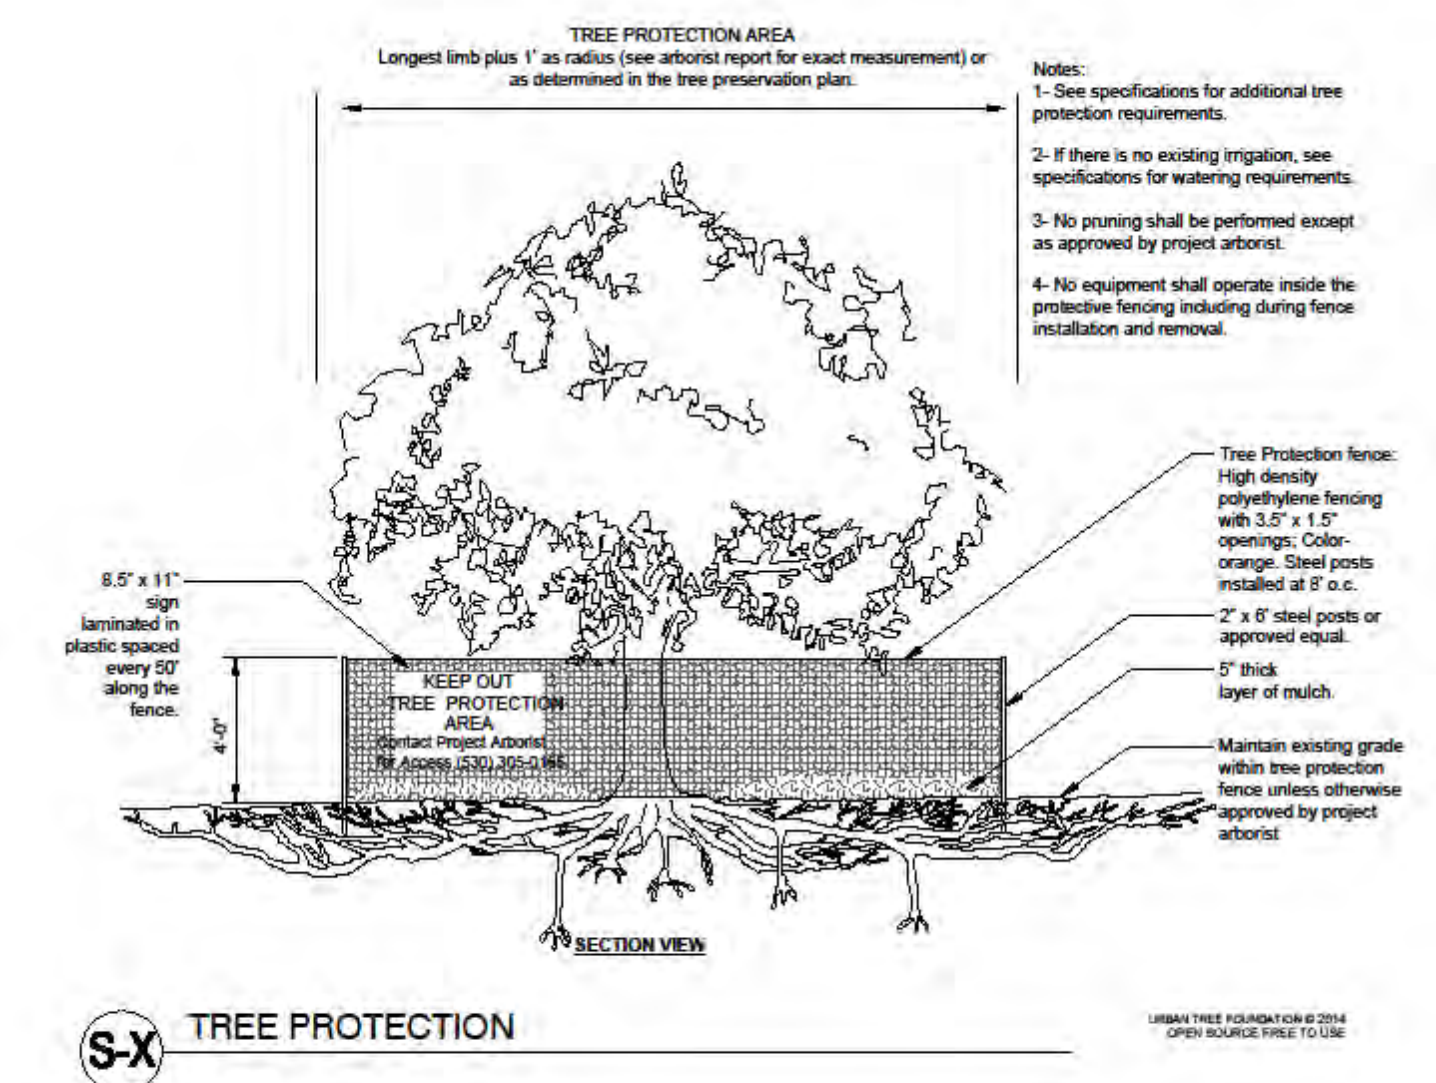 TREE PROTECTION AREA
Longest limb plus 1' as radius (see arborist report for exact measurement) or
as determined in the tree preservation plan.
Notes:
1- See specifications for additional tree
protection requirements.
2- If there is no existing irrigation, see
specifications for watering requirements.
3- No pruning shall be performed except
as approved by project arborist.
4- No equipment shall operate inside the
protective fencing including during fence
installation and removal.
Tree Protection fence:
High density
polyethylene fencing
with 3.5" x 1.5"
openings; Color-
orange. Steel posts
installed at 8' o.c.
2" x 6' steel posts or
approved equal.
5" thick
layer of mulch.
Maintain existing grade
within tree protection
fence unless otherwise
approved by project
arborist
8.5" x 11"
sign
laminated in
plastic spaced
every 50'
along the
fence.
4'-0"
KEEP OUT
TREE PROTECTION
AREA
Contact Project Arborist
for Access (530) 305-0165
SECTION VIEW
S-X
TREE PROTECTION
URBAN TREE FOUNDATION © 2014
OPEN SOURCE FREE TO USE